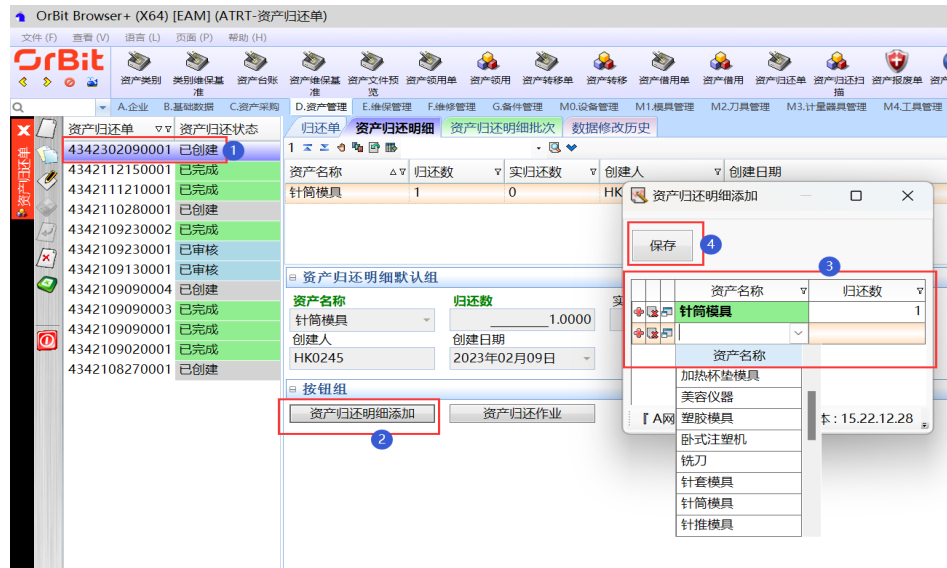 OrBit Browser+ (X64) [EAM] (ATRT-资产归还单)
文件 (F) 查看 (V) 语言 (L) 页面 (P) 帮助 (H)
OrBit
资产类别 类别维保基准 资产台账 资产维保基准 资产文件预览 资产领用单 资产领用 资产转移单 资产转移 资产借用单 资产借用 资产归还单 资产归还扫描 资产报废单
A.企业 B.基础数据 C.资产采购 D.资产管理 E.维保管理 F.维修管理 G.备件管理 M0.设备管理 M1.模具管理 M2.刀具管理 M3.计量器具管理 M4.工具管理
资产归还单
资产归还单 资产归还状态
4342302090001 已创建 1
4342112150001 已完成
4342111210001 已完成
4342110280001 已创建
4342109230002 已完成
4342109230001 已审核
4342109130001 已审核
4342109090004 已创建
4342109090003 已完成
4342109090001 已完成
4342109020001 已完成
4342108270001 已创建
归还单 资产归还明细 资产归还明细批次 数据修改历史
1
资产名称 归还数 实归还数 创建人 创建日期
针筒模具 1 0 HK
资产归还明细默认组
资产名称 归还数 实
针筒模具 1.0000
创建人 创建日期
HK0245 2023年02月09日
按钮组
资产归还明细添加 资产归还作业
2
资产归还明细添加
保存 4
3
资产名称 归还数
针筒模具 1
资产名称
加热杯垫模具
美容仪器
塑胶模具
卧式注塑机
铣刀
针套模具
针筒模具
针推模具
『A网 本 : 15.22.12.28